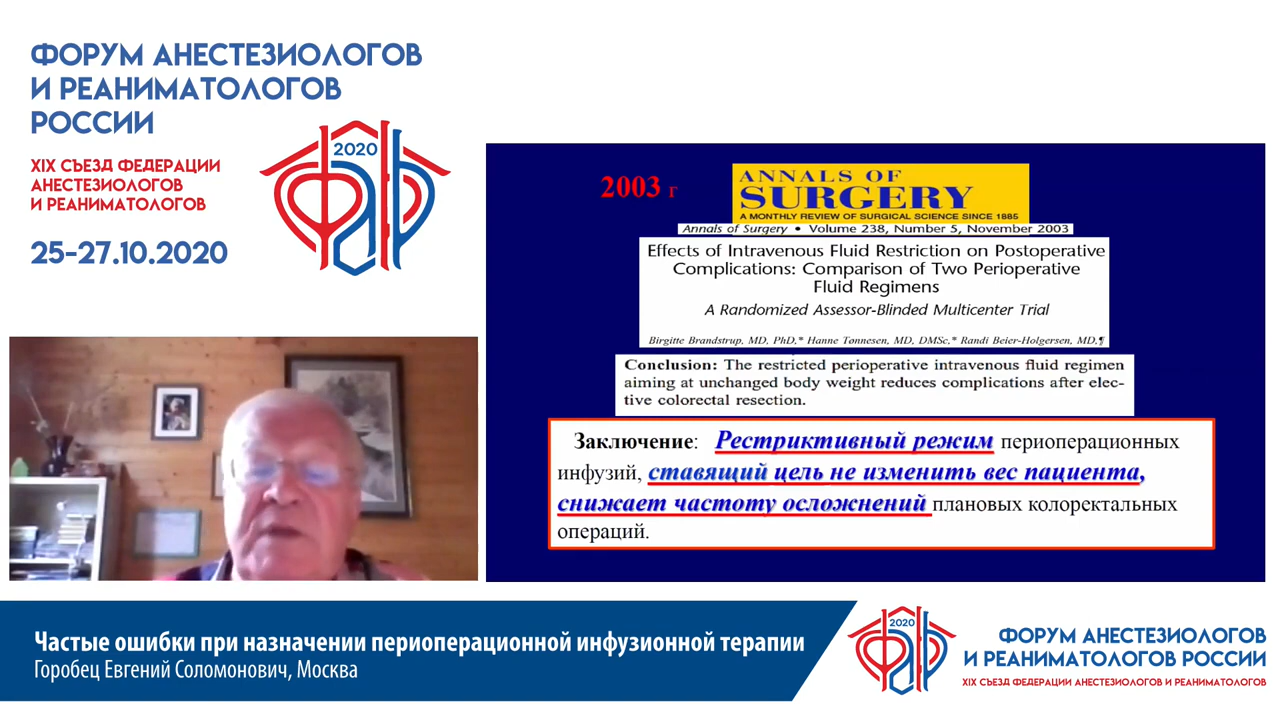 ФОРУМ АНЕСТЕЗИОЛОГОВ
И РЕАНИМАТОЛОГОВ
РОССИИ
XIX СЪЕЗД ФЕДЕРАЦИИ
АНЕСТЕЗИОЛОГОВ
И РЕАНИМАТОЛОГОВ
25-27.10.2020
2020
ФАР
2003 г
ANNALS OF
SURGERY
A MONTHLY REVIEW OF SURGICAL SCIENCE SINCE 1885
Annals of Surgery • Volume 238, Number 5, November 2003
Effects of Intravenous Fluid Restriction on Postoperative
Complications: Comparison of Two Perioperative
Fluid Regimens
A Randomized Assessor-Blinded Multicenter Trial
Birgitte Brandstrup, MD, PhD,* Hanne Tønnesen, MD, DMSc,* Randi Beier-Holgersen, MD,¶
Conclusion: The restricted perioperative intravenous fluid regimen
aiming at unchanged body weight reduces complications after elec-
tive colorectal resection.
Заключение: Рестриктивный режим периоперационных
инфузий, ставящий цель не изменить вес пациента,
снижает частоту осложнений плановых колоректальных
операций.
Частые ошибки при назначении периоперационной инфузионной терапии
Горобец Евгений Соломонович, Москва
2020
ФАР
ФОРУМ АНЕСТЕЗИОЛОГОВ
И РЕАНИМАТОЛОГОВ РОССИИ
XIX СЪЕЗД ФЕДЕРАЦИИ АНЕСТЕЗИОЛОГОВ И РЕАНИМАТОЛОГОВ